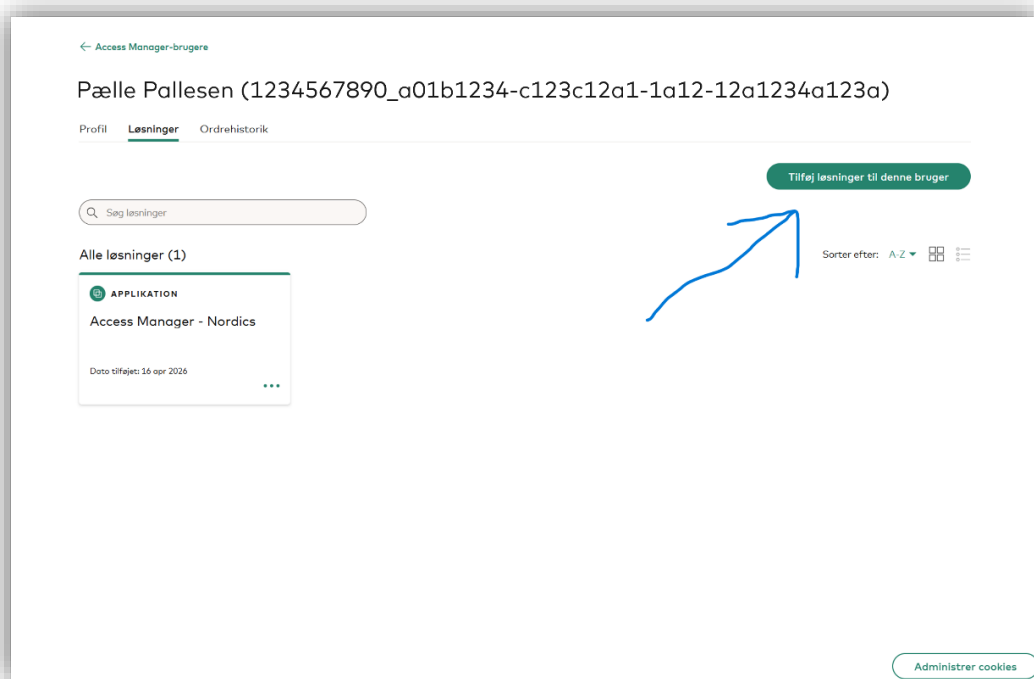 Access Manager-brugere
Pælle Pallesen (1234567890_a01b1234-c123c12a1-1a12-12a1234a123a)
Profil Løsninger Ordrehistorik
Tilføj løsninger til denne bruger
Søg løsninger
Alle løsninger (1)
Sorter efter: A-Z
APPLIKATION
Access Manager - Nordics
Dato tilføjet: 16 apr 2026
Administrer cookies